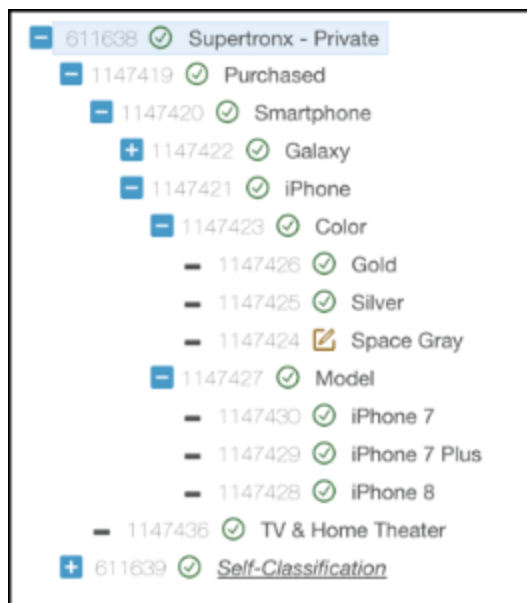 611638 Supertronx - Private
1147419 Purchased
1147420 Smartphone
1147422 Galaxy
1147421 iPhone
1147423 Color
1147426 Gold
1147425 Silver
1147424 Space Gray
1147427 Model
1147430 iPhone 7
1147429 iPhone 7 Plus
1147428 iPhone 8
1147436 TV & Home Theater
611639 Self-Classification